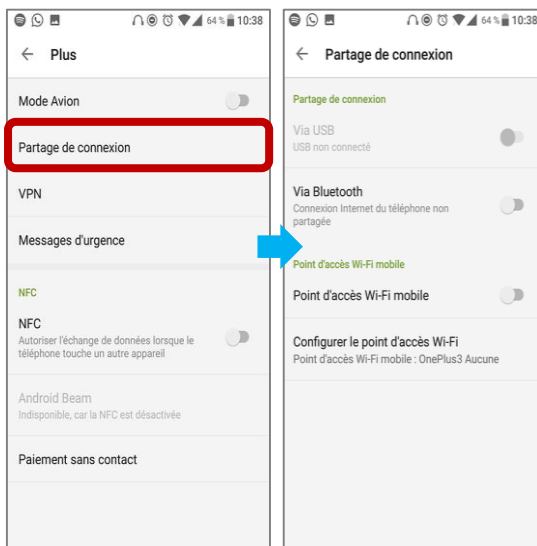 64 % 10:38
Plus
Mode Avion
Partage de connexion
VPN
Messages d'urgence
NFC
NFC
Autoriser l'échange de données lorsque le
téléphone touche un autre appareil
Android Beam
Indisponible, car la NFC est désactivée
Paiement sans contact
64 % 10:38
Partage de connexion
Partage de connexion
Via USB
USB non connecté
Via Bluetooth
Connexion Internet du téléphone non
partagée
Point d'accès Wi-Fi mobile
Point d'accès Wi-Fi mobile
Configurer le point d'accès Wi-Fi
Point d'accès Wi-Fi mobile : OnePlus3 Aucune